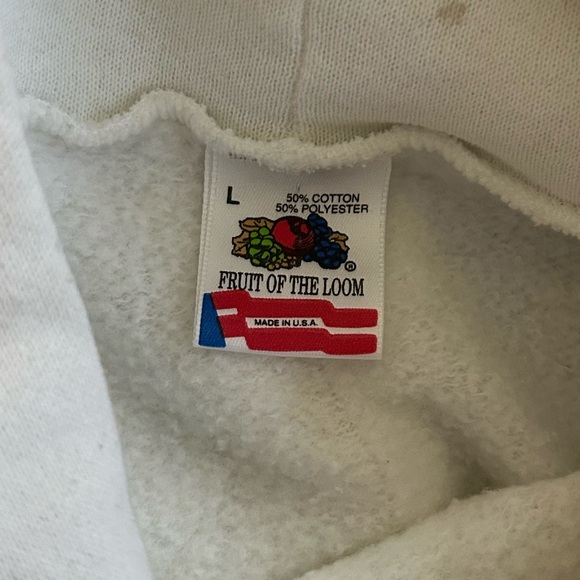 L
50% COTTON
50% POLYESTER
®
FRUIT OF THE LOOM
MADE IN U.S.A.